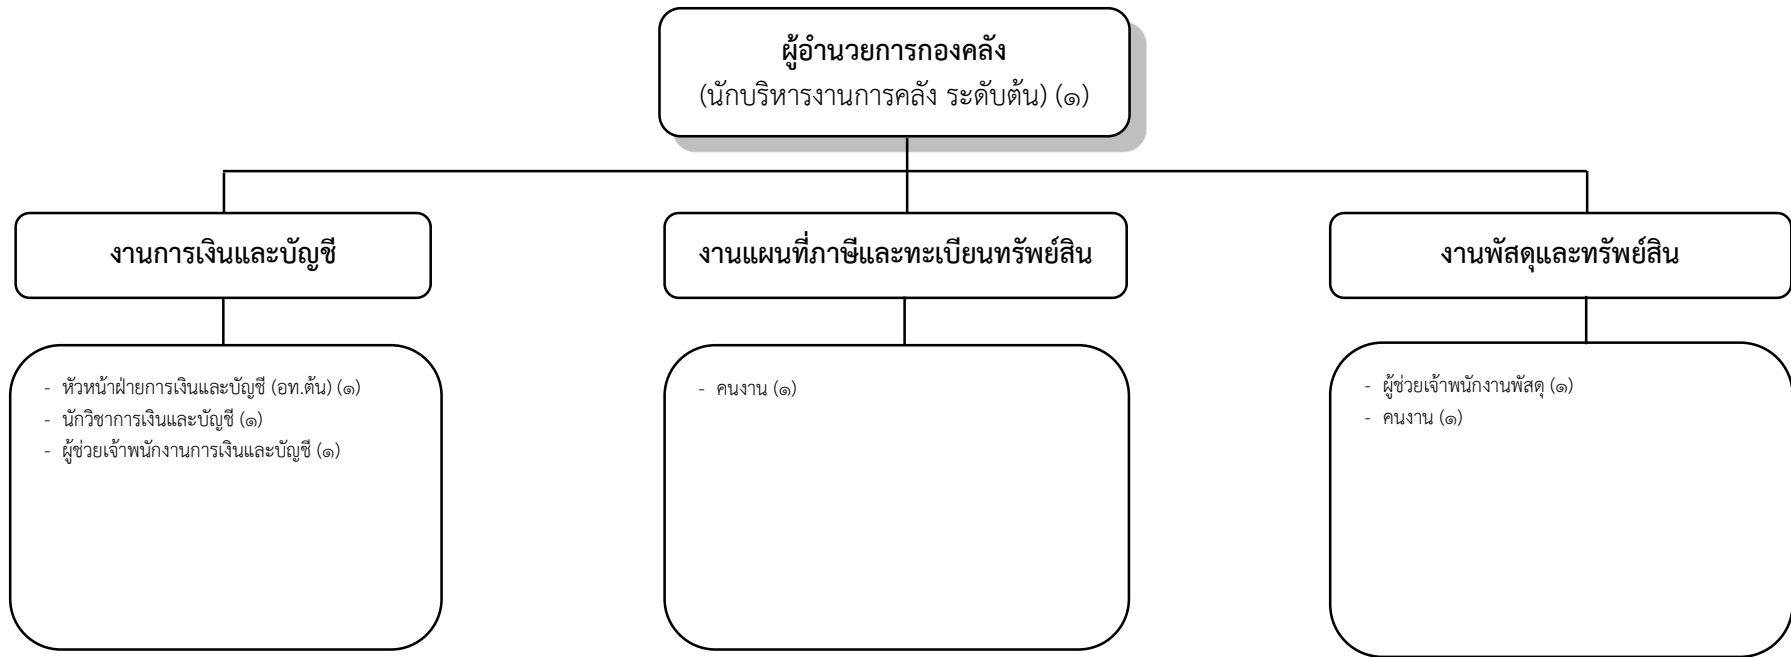 ผู้อำนวยการกองคลัง
(นักบริหารงานการคลัง ระดับต้น) (๑)
งานการเงินและบัญชี
- หัวหน้าฝ่ายการเงินและบัญชี (อท.ต้น) (๑)
- นักวิชาการเงินและบัญชี (๑)
- ผู้ช่วยเจ้าพนักงานการเงินและบัญชี (๑)
งานแผนที่ภาษีและทะเบียนทรัพย์สิน
- คนงาน (๑)
งานพัสดุและทรัพย์สิน
- ผู้ช่วยเจ้าพนักงานพัสดุ (๑)
- คนงาน (๑)